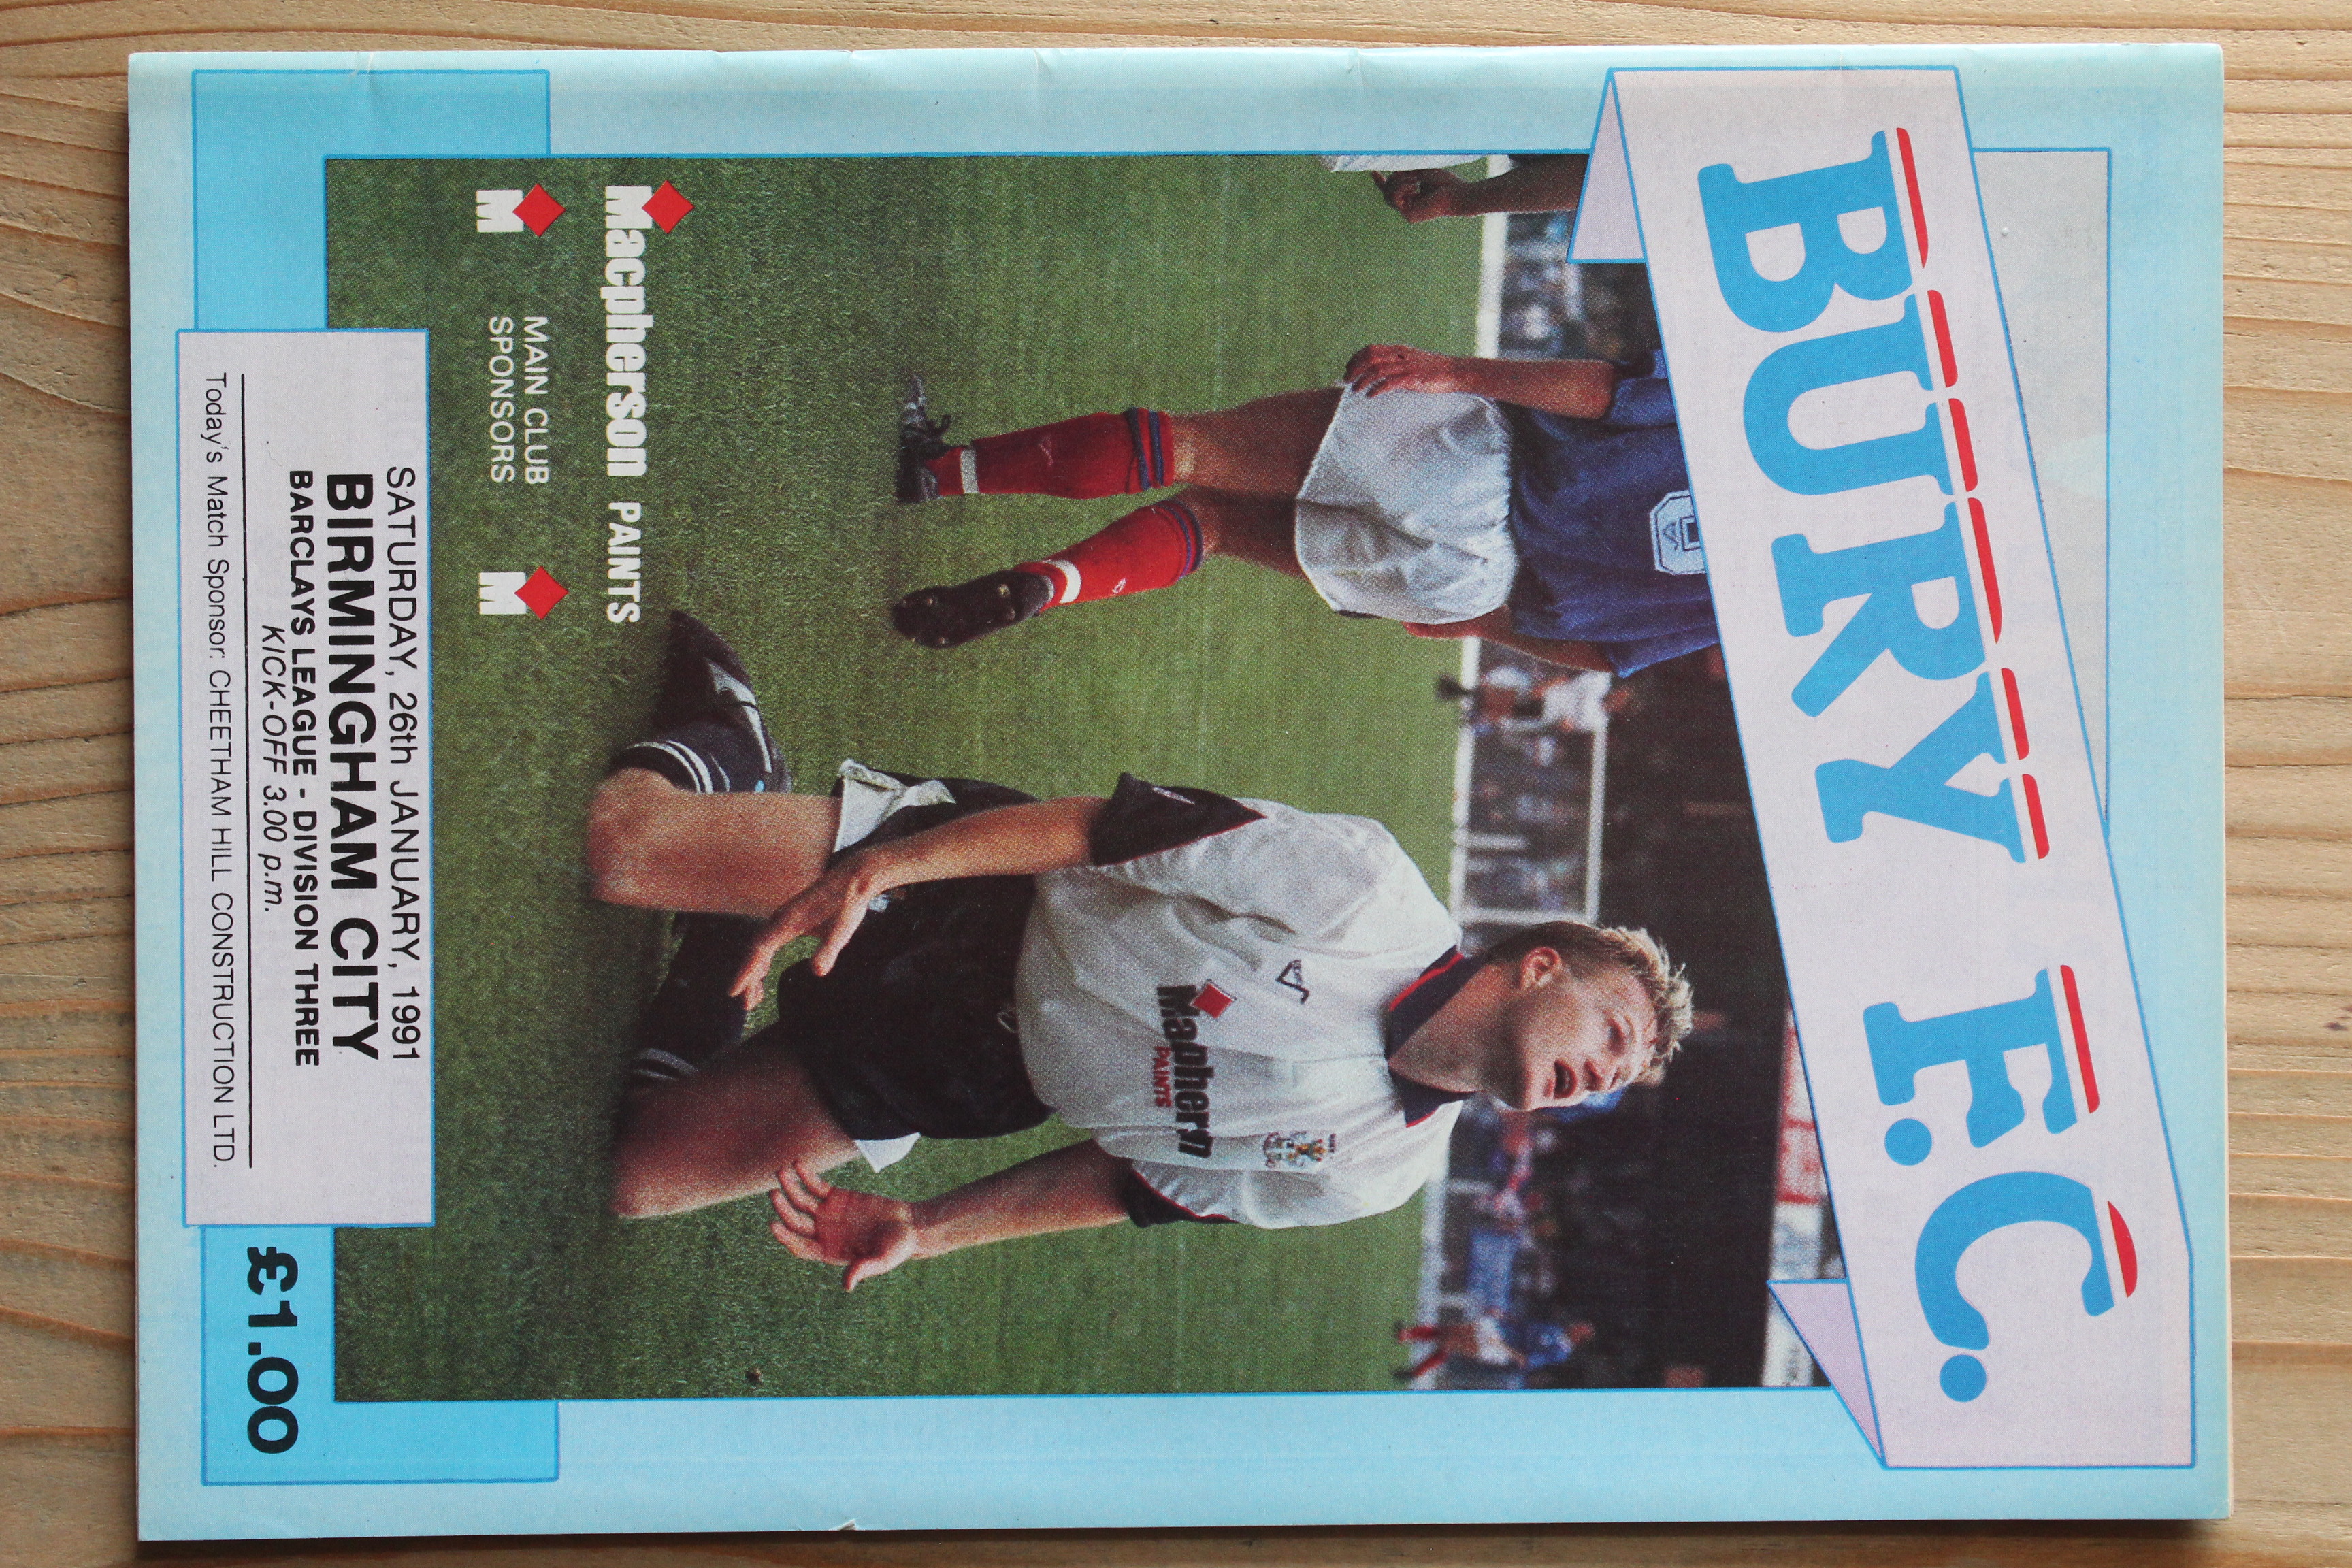 BURY F.C.
Macphern
PAINTS
Macpherson PAINTS
M MAIN CLUB M
SPONSORS
SATURDAY, 26th JANUARY, 1991
BIRMINGHAM CITY
BARCLAYS LEAGUE - DIVISION THREE
KICK-OFF 3.00 p.m.
Today's Match Sponsor: CHEETHAM HILL CONSTRUCTION LTD.
£1.00